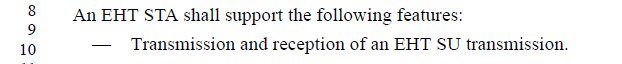 8 An EHT STA shall support the following features:
9
10 — Transmission and reception of an EHT SU transmission.